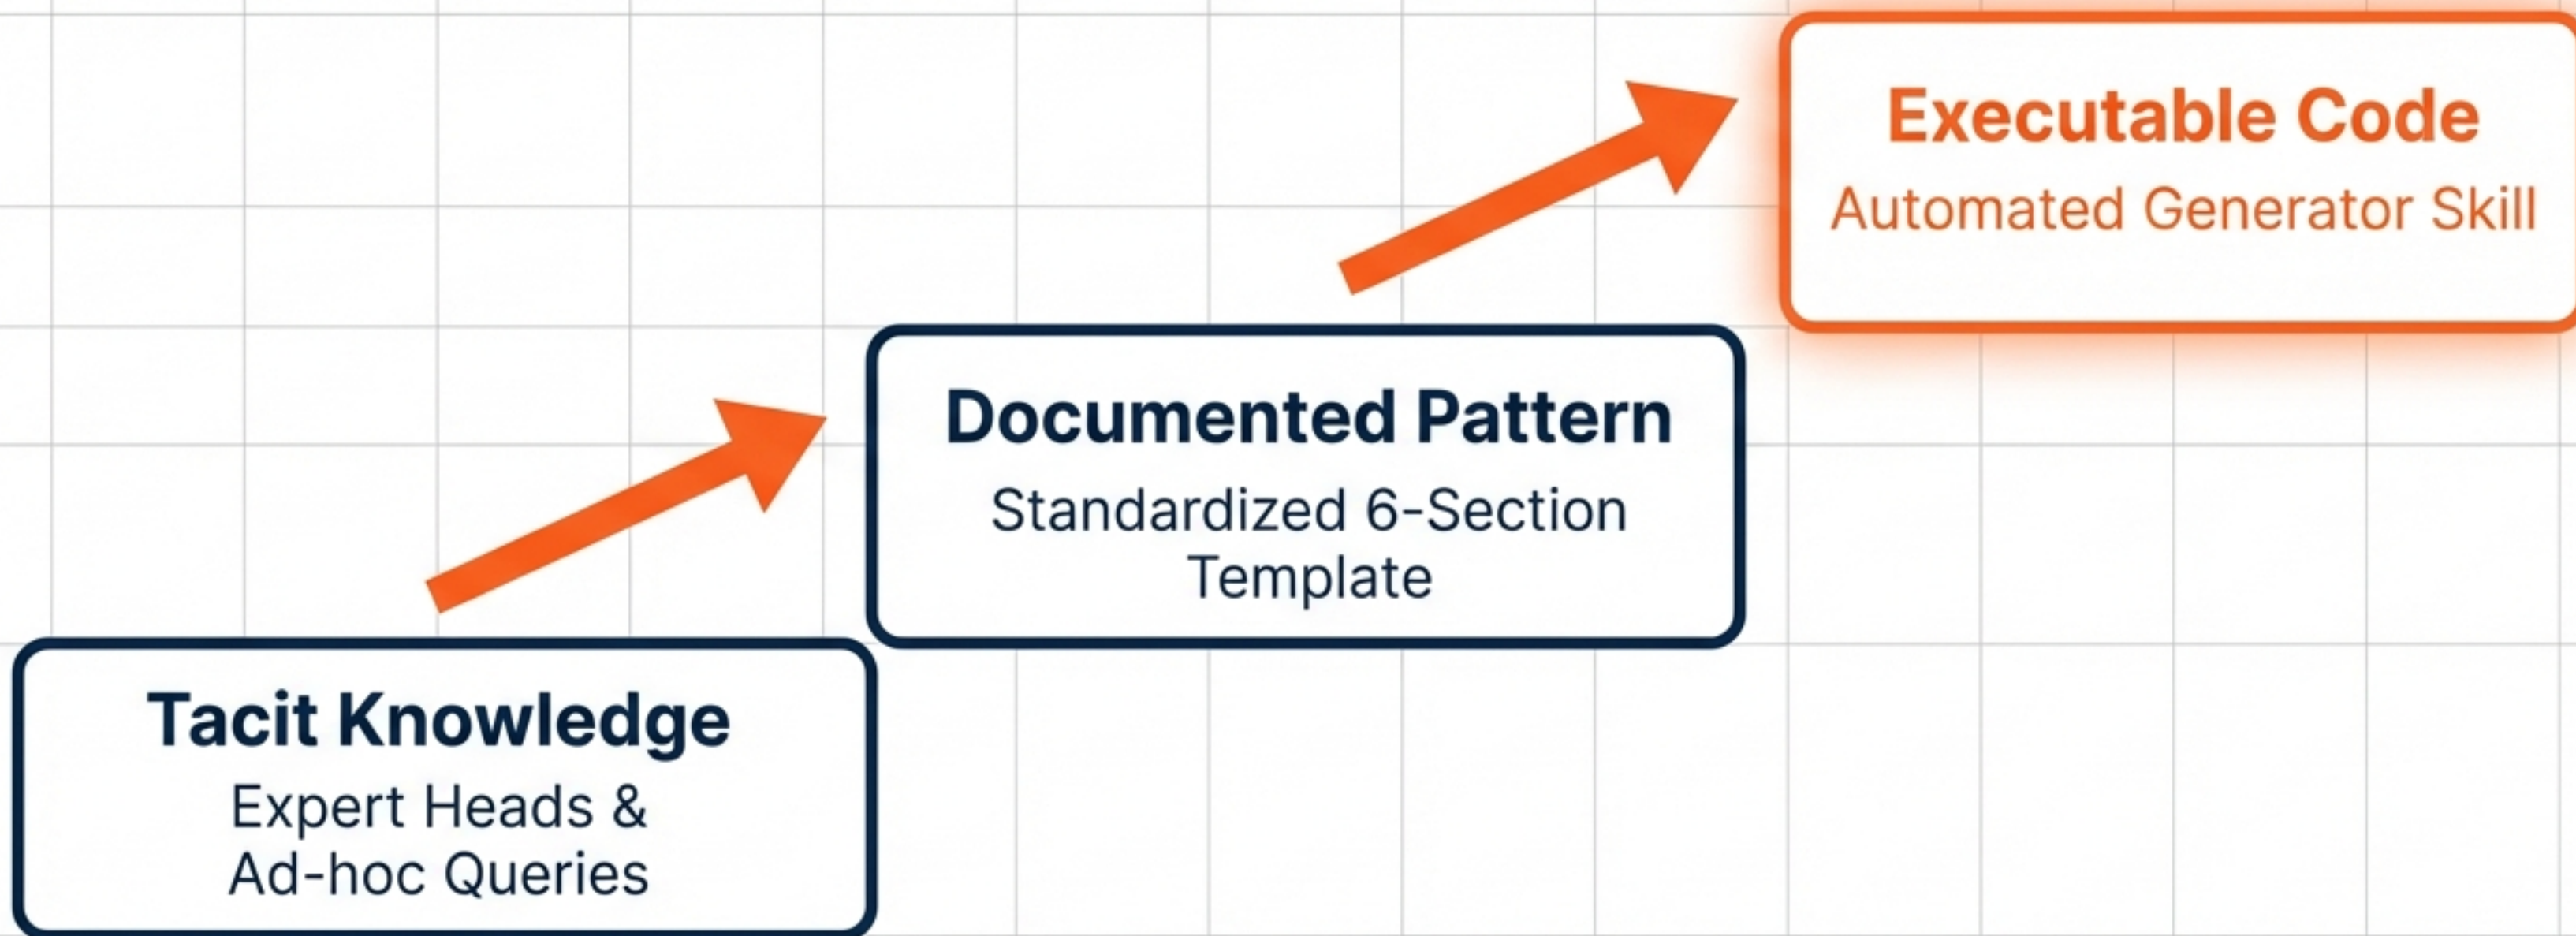 Executable Code
Automated Generator Skill
Documented Pattern
Standardized 6-Section
Template
Tacit Knowledge
Expert Heads &
Ad-hoc Queries